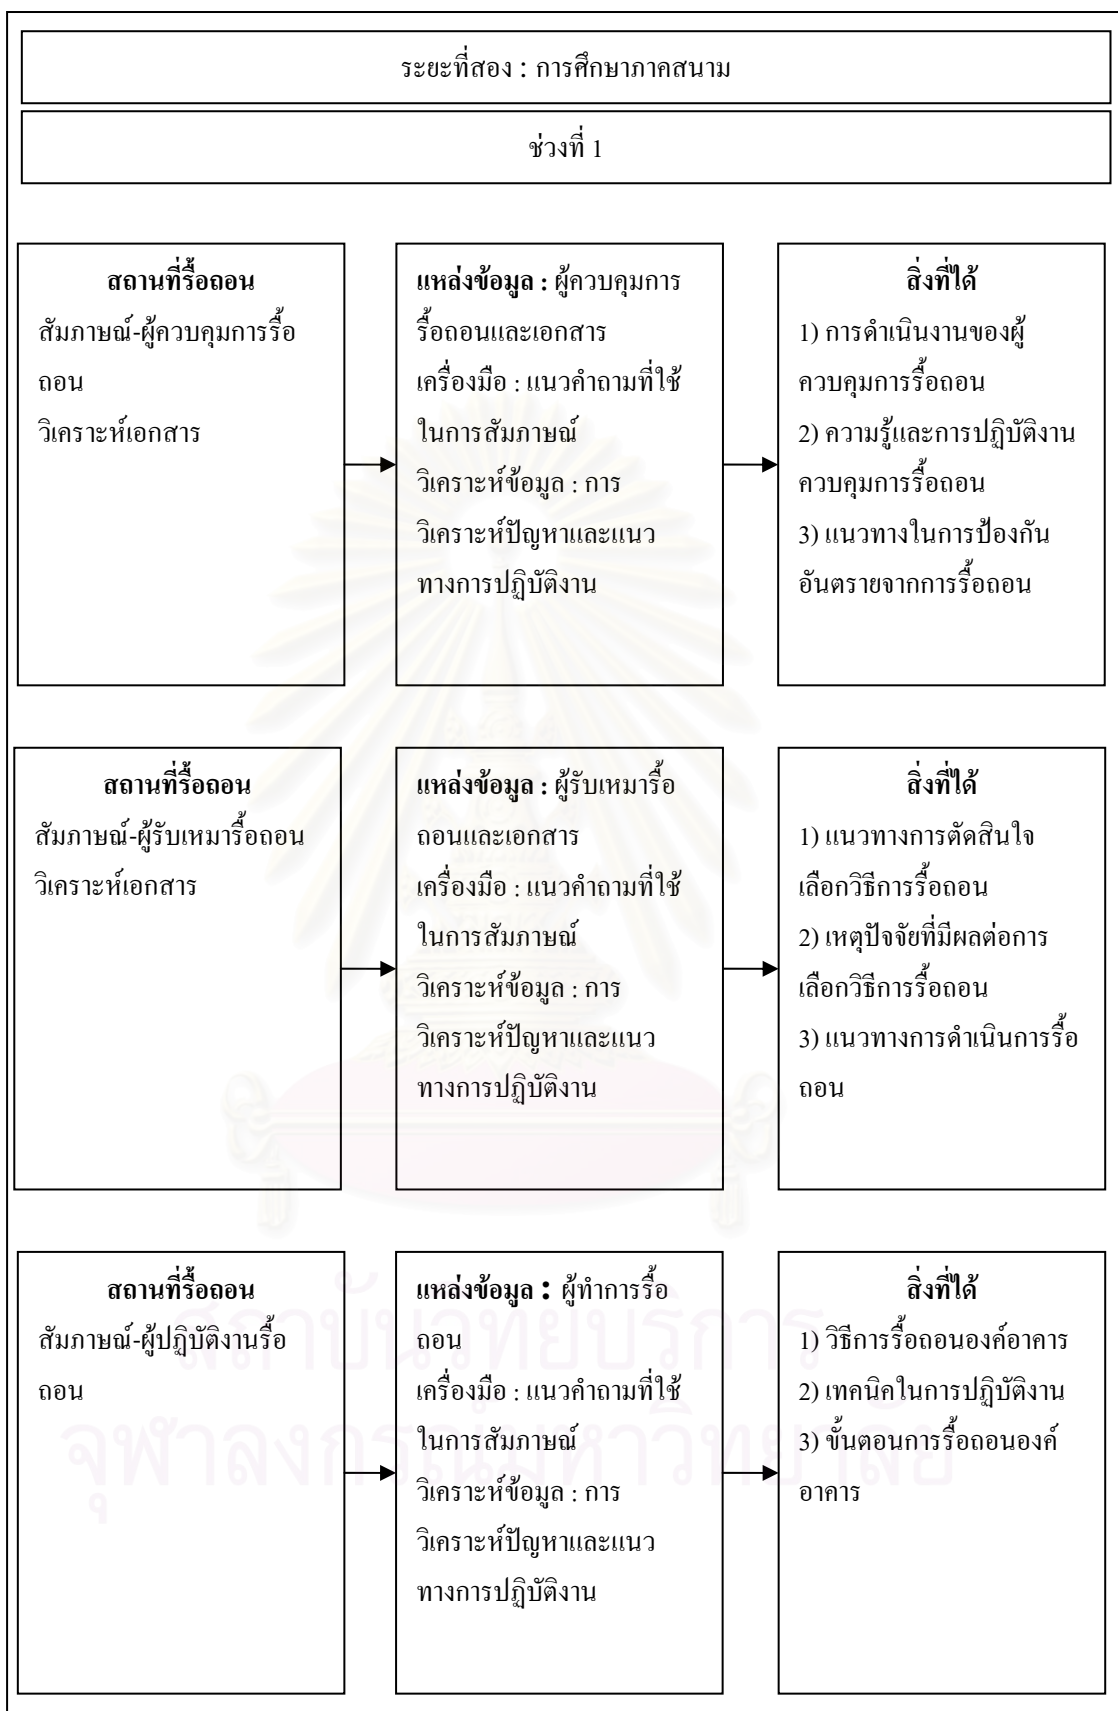 ระยะที่สอง : การศึกษาภาคสนาม
ช่วงที่ 1
สถานที่รื้อถอน
สัมภาษณ์-ผู้ควบคุมการรื้อ
ถอน
วิเคราะห์เอกสาร
แหล่งข้อมูล : ผู้ควบคุมการ
รื้อถอนและเอกสาร
เครื่องมือ : แนวคำถามที่ใช้
ในการสัมภาษณ์
วิเคราะห์ข้อมูล : การ
วิเคราะห์ปัญหาและแนว
ทางการปฏิบัติงาน
สิ่งที่ได้
1) การดำเนินงานของผู้
ควบคุมการรื้อถอน
2) ความรู้และการปฏิบัติงาน
ควบคุมการรื้อถอน
3) แนวทางในการป้องกัน
อันตรายจากการรื้อถอน
สถานที่รื้อถอน
สัมภาษณ์-ผู้รับเหมารื้อถอน
วิเคราะห์เอกสาร
แหล่งข้อมูล : ผู้รับเหมารื้อ
ถอนและเอกสาร
เครื่องมือ : แนวคำถามที่ใช้
ในการสัมภาษณ์
วิเคราะห์ข้อมูล : การ
วิเคราะห์ปัญหาและแนว
ทางการปฏิบัติงาน
สิ่งที่ได้
1) แนวทางการตัดสินใจ
เลือกวิธีการรื้อถอน
2) เหตุปัจจัยที่มีผลต่อการ
เลือกวิธีการรื้อถอน
3) แนวทางการดำเนินการรื้อ
ถอน
สถานที่รื้อถอน
สัมภาษณ์-ผู้ปฏิบัติงานรื้อ
ถอน
แหล่งข้อมูล : ผู้ทำการรื้อ
ถอน
เครื่องมือ : แนวคำถามที่ใช้
ในการสัมภาษณ์
วิเคราะห์ข้อมูล : การ
วิเคราะห์ปัญหาและแนว
ทางการปฏิบัติงาน
สิ่งที่ได้
1) วิธีการรื้อถอนองค์อาคาร
2) เทคนิคในการปฏิบัติงาน
3) ขั้นตอนการรื้อถอนองค์
อาคาร
สถาบันวิทยบริการ
จุฬาลงกรณ์มหาวิทยาลัย